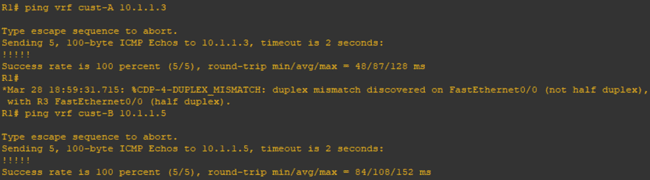 R1# ping vrf cust-A 10.1.1.3
Type escape sequence to abort.
Sending 5, 100-byte ICMP Echos to 10.1.1.3, timeout is 2 seconds:
!!!!!
Success rate is 100 percent (5/5), round-trip min/avg/max = 48/87/128 ms
R1#
*Mar 28 18:59:31.715: %CDP-4-DUPLEX_MISMATCH: duplex mismatch discovered on FastEthernet0/0 (not half duplex),
with R3 FastEthernet0/0 (half duplex).
R1# ping vrf cust-B 10.1.1.5
Type escape sequence to abort.
Sending 5, 100-byte ICMP Echos to 10.1.1.5, timeout is 2 seconds:
!!!!!
Success rate is 100 percent (5/5), round-trip min/avg/max = 84/108/152 ms